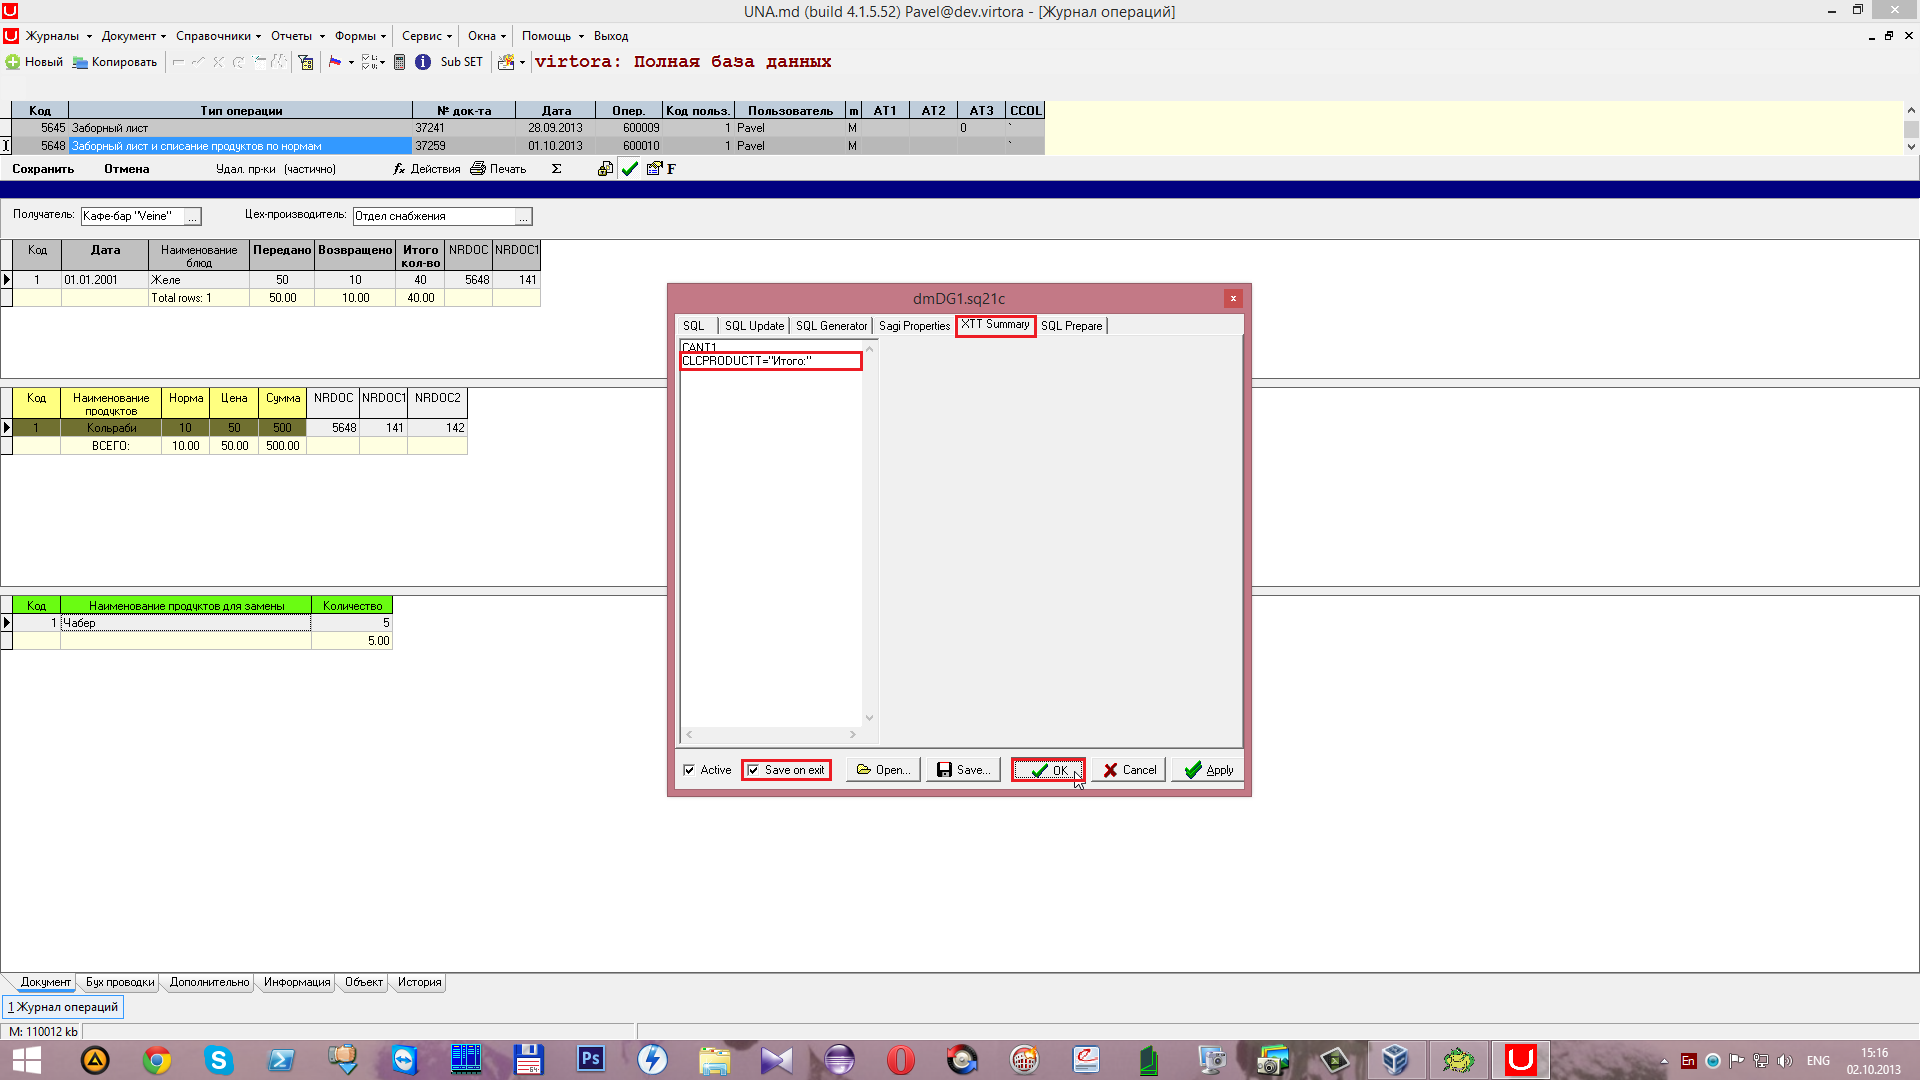 UNA.md (build 4.1.5.52) Pavel@dev.virtora - [Журнал операций]
Журналы Документ Справочники Отчеты Формы Сервис Окна Помощь Выход
Новый Копировать Sub SET virtora: Полная база данных
Код Тип операции № док-та Дата Опер. Код польз. Пользователь m AT1 AT2 AT3 CCOL
5645 Заборный лист 37241 28.09.2013 600009 1 Pavel M 0 `
5648 Заборный лист и списание продуктов по нормам 37259 01.10.2013 600010 1 Pavel M `
Сохранить Отмена Удал. пр-ки (частично) fx Действия Печать Σ F
Получатель: Кафе-бар "Veine" ... Цех-производитель: Отдел снабжения ...
Код Дата Наименование блюд Передано Возвращено Итого кол-во NRDOC NRDOC1
1 01.01.2001 Желе 50 10 40 5648 141
Total rows: 1 50.00 10.00 40.00
dmDG1.sq21c
SQL SQL Update SQL Generator Sagi Properties XTT Summary SQL Prepare
CANT1
CLCPRODUCTT="Итого:"
Код Наименование продуктов Норма Цена Сумма NRDOC NRDOC1 NRDOC2
1 Кольраби 10 50 500 5648 141 142
ВСЕГО: 10.00 50.00 500.00
Код Наименование продуктов для замены Количество
1 Чабер 5
5.00
Active Save on exit Open... Save... OK Cancel Apply
Документ Бух проводки Дополнительно Информация Объект История
1 Журнал операций
M: 110012 kb
En ENG 15:16
02.10.2013